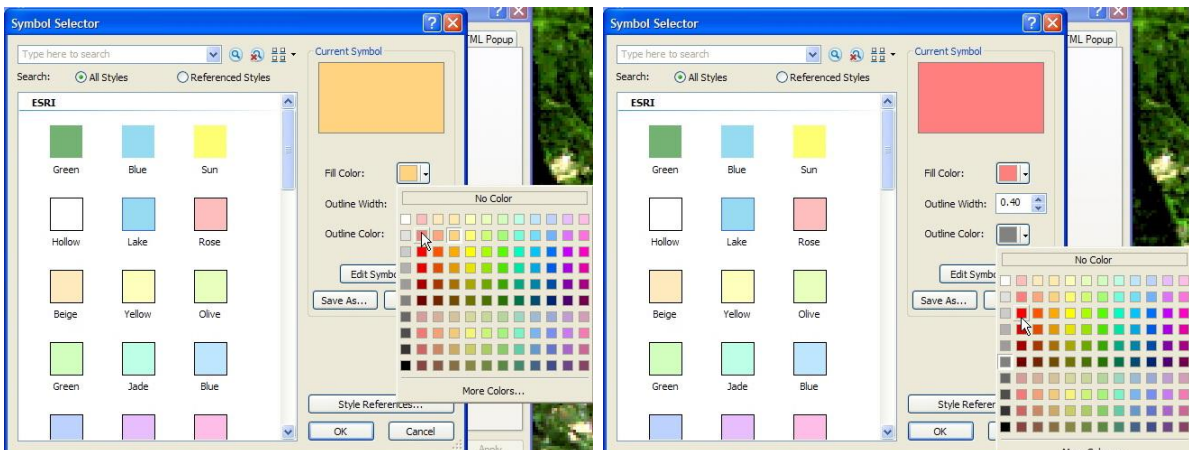 Symbol Selector
Type here to search
Search: All Styles Referenced Styles
ESRI
Green Blue Sun
Hollow Lake Rose
Beige Yellow Olive
Green Jade Blue
Current Symbol
Fill Color:
Outline Width:
Outline Color:
No Color
Edit Symbo
Save As...
More Colors...
Style References...
OK Cancel
TML Popup
Apply
Symbol Selector
Type here to search
Search: All Styles Referenced Styles
ESRI
Green Blue Sun
Hollow Lake Rose
Beige Yellow Olive
Green Jade Blue
Current Symbol
Fill Color:
Outline Width: 0.40
Outline Color:
No Color
Edit Symbo
Save As...
Style Refere
OK
TML Popup